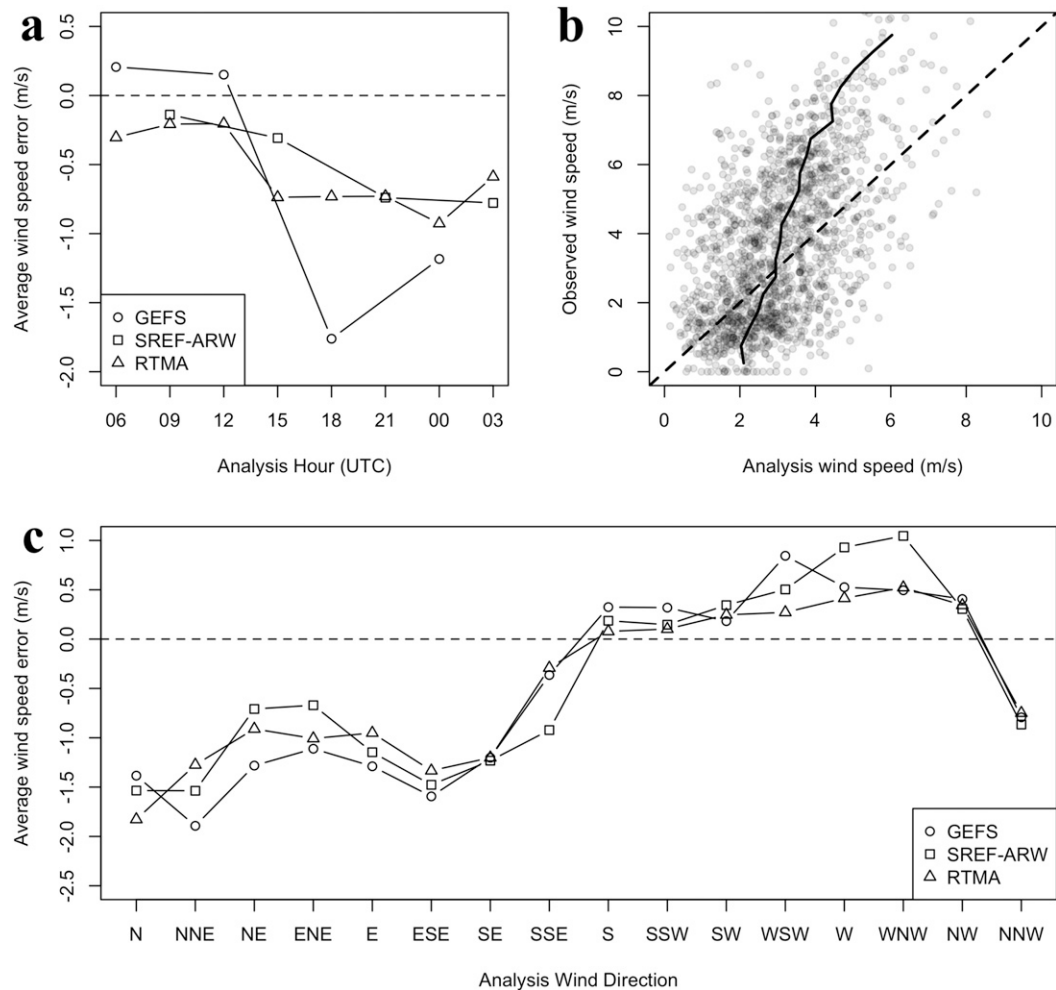 a
Average wind speed error (m/s)
0.5
0.0
-0.5
-1.0
-1.5
-2.0
GEFS
SREF-ARW
RTMA
06 09 12 15 18 21 00 03
Analysis Hour (UTC)
b
Observed wind speed (m/s)
10
8
6
4
2
0
0 2 4 6 8 10
Analysis wind speed (m/s)
c
Average wind speed error (m/s)
1.0
0.5
0.0
-0.5
-1.0
-1.5
-2.0
-2.5
GEFS
SREF-ARW
RTMA
N NNE NE ENE E ESE SE SSE S SSW SW WSW W WNW NW NNW
Analysis Wind Direction